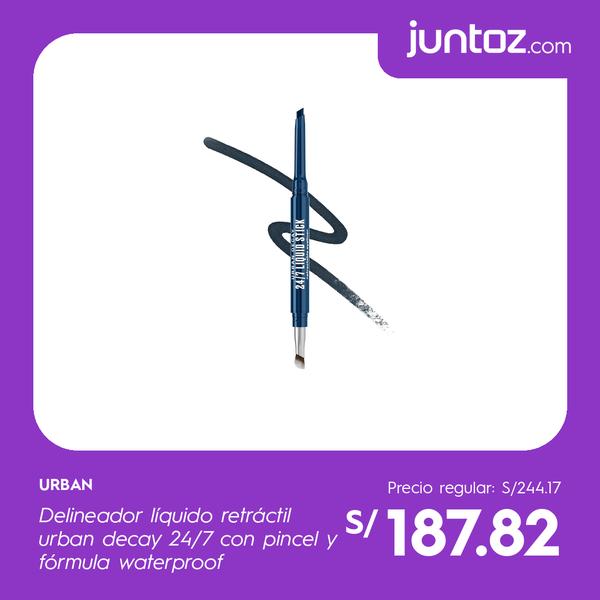 juntoz.com
24/7 LIQUID STICK
URBAN
Precio regular: S/244.17
Delineador líquido retráctil
urban decay 24/7 con pincel y
fórmula waterproof
S/187.82